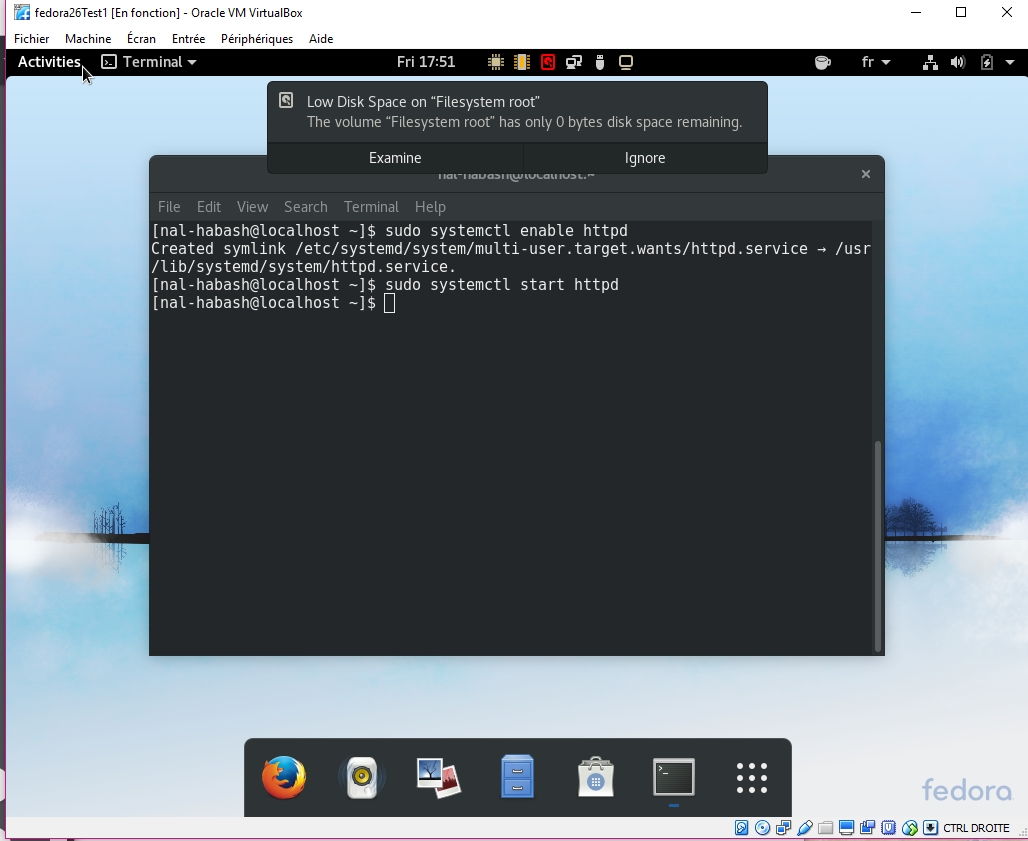 fedora26Test1 [En fonction] - Oracle VM VirtualBox
Fichier Machine Écran Entrée Périphériques Aide
Activities Terminal Fri 17:51 fr
Low Disk Space on “Filesystem root”
The volume “Filesystem root” has only 0 bytes disk space remaining.
Examine Ignore
nal-habash@localhost:~
File Edit View Search Terminal Help
[nal-habash@localhost ~]$ sudo systemctl enable httpd
Created symlink /etc/systemd/system/multi-user.target.wants/httpd.service → /usr
/lib/systemd/system/httpd.service.
[nal-habash@localhost ~]$ sudo systemctl start httpd
[nal-habash@localhost ~]$
fedora
CTRL DROITE